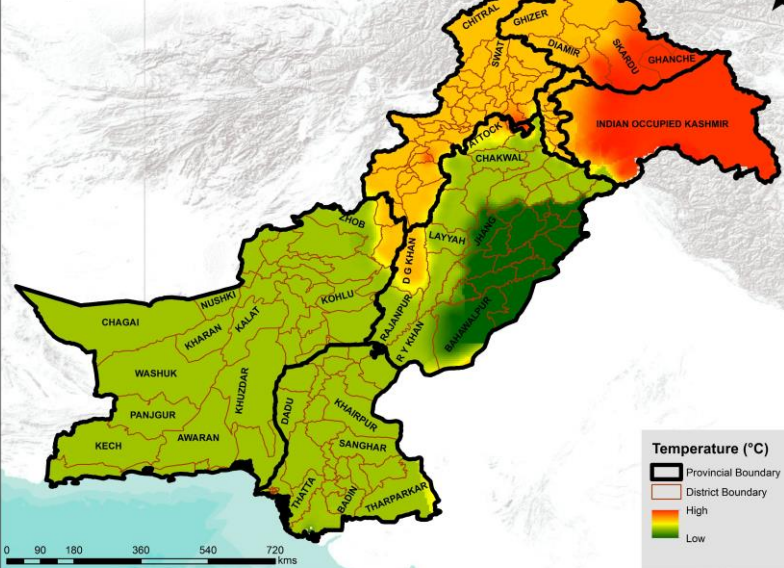 CHITRAL
GHIZER
DIAMIR
SWAT
SKARDU
GHANCHE
INDIAN OCCUPIED KASHMIR
ATTOCK
CHAKWAL
ZHOB
LAYYAH
JHANG
D G KHAN
RAJANPUR
R Y KHAN
BAHAWALPUR
NUSHKI
KOHLU
CHAGAI
KHARAN
KALAT
WASHUK
KHUZDAR
PANJGUR
KECH
AWARAN
DADU
KHAIRPUR
SANGHAR
THATTA
BADIN
THARPARKAR
Temperature (°C)
Provincial Boundary
District Boundary
High
Low
0 90 180 360 540 720
kms